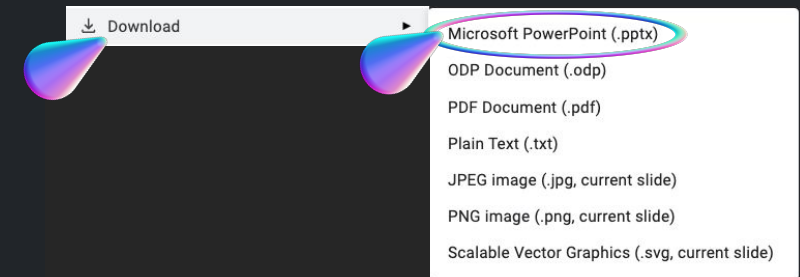 Download
Microsoft PowerPoint (.pptx)
ODP Document (.odp)
PDF Document (.pdf)
Plain Text (.txt)
JPEG image (.jpg, current slide)
PNG image (.png, current slide)
Scalable Vector Graphics (.svg, current slide)